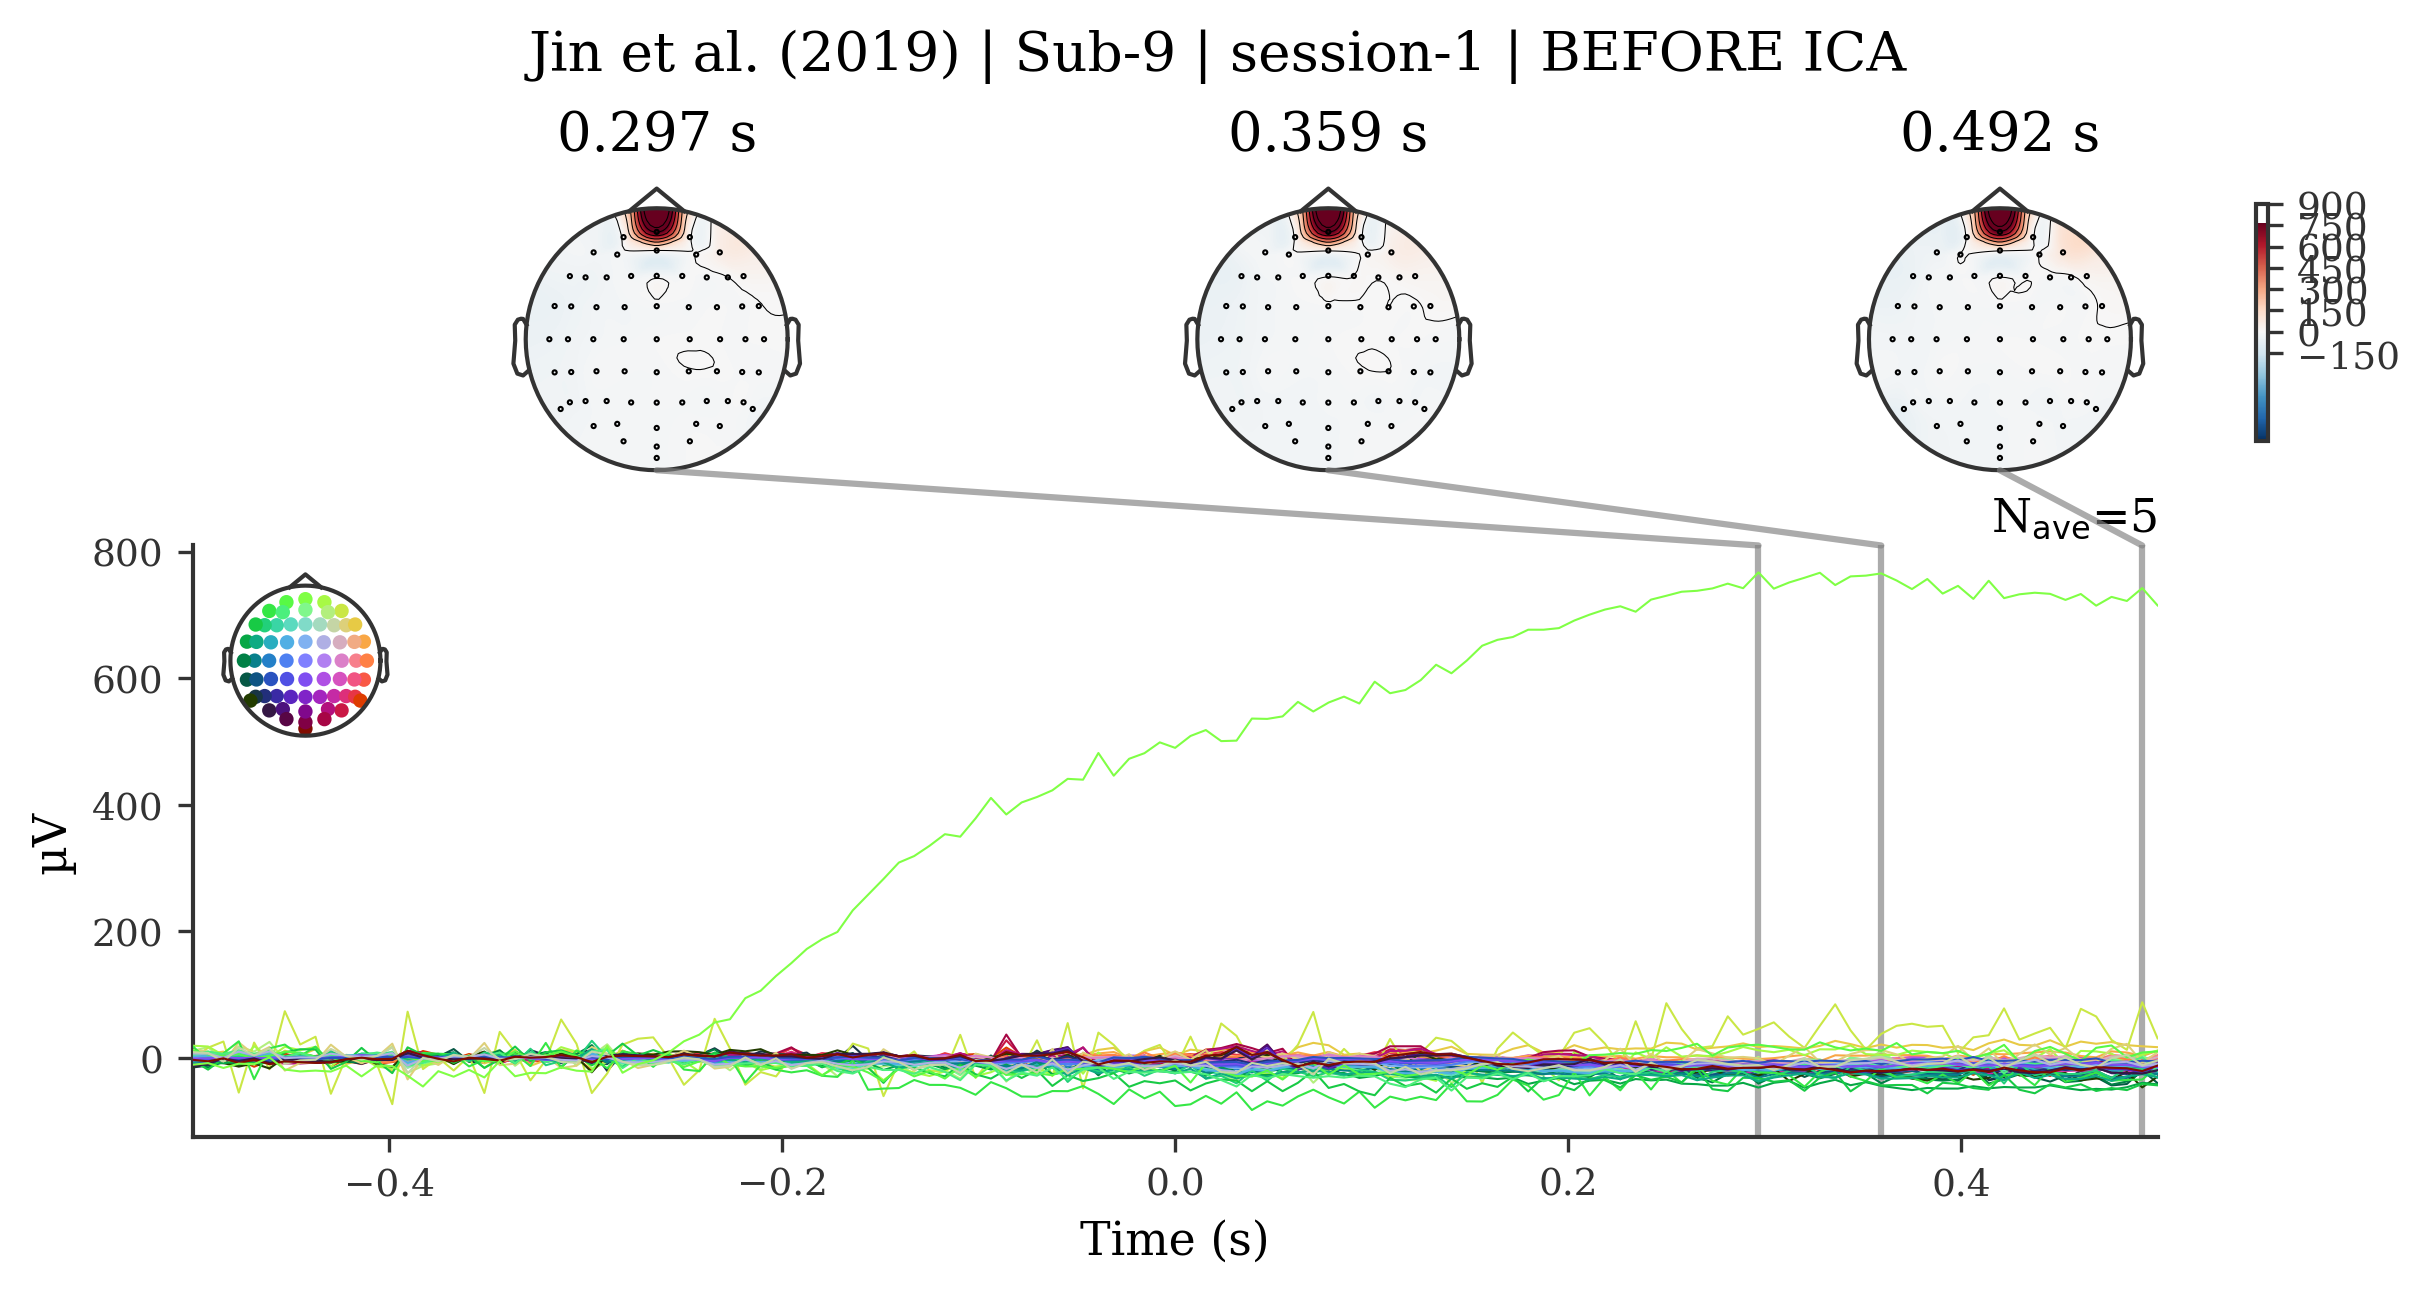 Jin et al. (2019) | Sub-9 | session-1 | BEFORE ICA
0.297 s
0.359 s
0.492 s
900
750
600
450
300
150
0
−150
Nave=5
800
600
400
200
0
µV
−0.4
−0.2
0.0
0.2
0.4
Time (s)